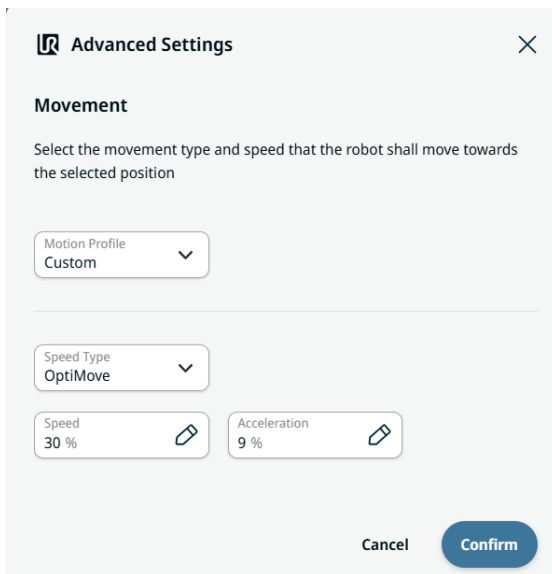 UR Advanced Settings
Movement
Select the movement type and speed that the robot shall move towards
the selected position
Motion Profile
Custom
Speed Type
OptiMove
Speed
30 %
Acceleration
9 %
Cancel
Confirm